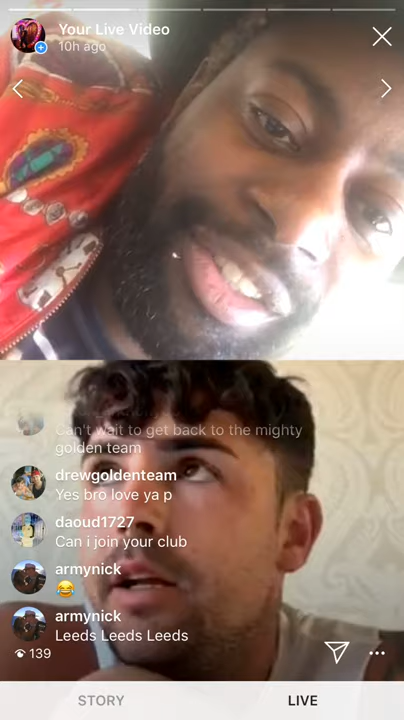 Your Live Video
10h ago
Can't wait to get back to the mighty
golden team
drewgoldenteam
Yes bro love ya p
daoud1727
Can i join your club
armynick
😂
armynick
Leeds Leeds Leeds
139
STORY
LIVE